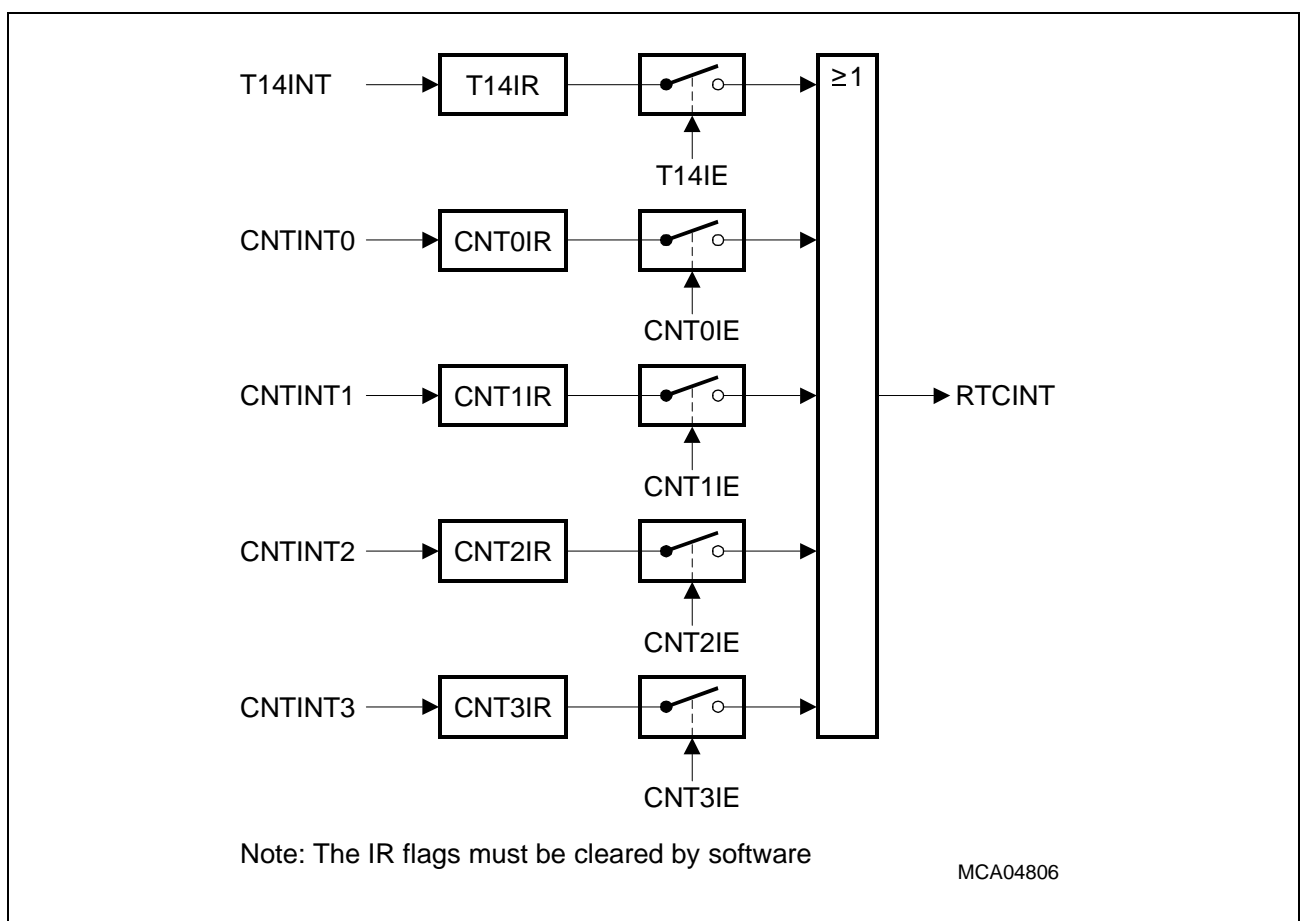 T14INT T14IR ≥1
T14IE
CNTINT0 CNT0IR
CNT0IE
CNTINT1 CNT1IR RTCINT
CNT1IE
CNTINT2 CNT2IR
CNT2IE
CNTINT3 CNT3IR
CNT3IE
Note: The IR flags must be cleared by software
MCA04806